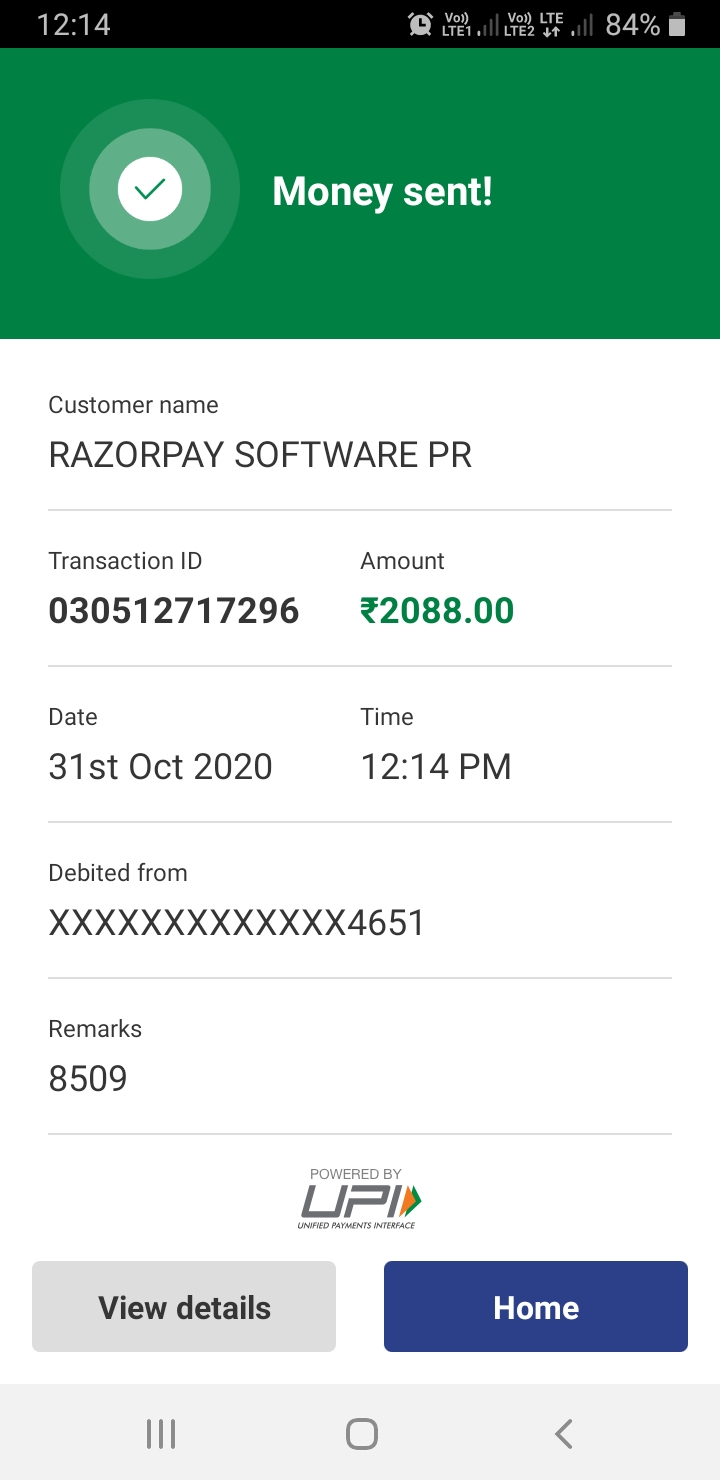 12:14 Vo)) LTE1 Vo)) LTE2 LTE 84%
Money sent!
Customer name
RAZORPAY SOFTWARE PR
Transaction ID Amount
030512717296 ₹2088.00
Date Time
31st Oct 2020 12:14 PM
Debited from
XXXXXXXXXXXXX4651
Remarks
8509
POWERED BY
UPI
UNIFIED PAYMENTS INTERFACE
View details Home